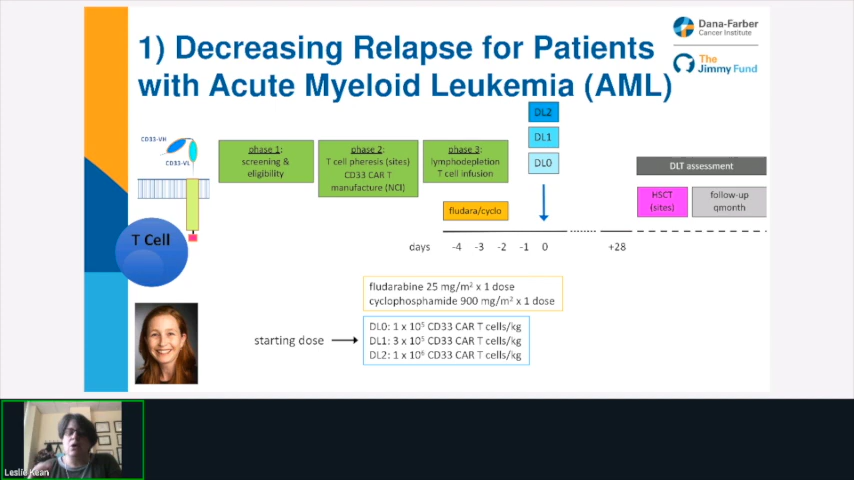 1) Decreasing Relapse for Patients
with Acute Myeloid Leukemia (AML)
Dana-Farber
Cancer Institute
The
Jimmy Fund
CD33-VH
CD33-VL
T Cell
phase 1:
screening &
eligibility
phase 2:
T cell pheresis (sites)
CD33 CAR T
manufacture (NCI)
phase 3:
lymphodepletion
T cell infusion
DL2
DL1
DL0
DLT assessment
HSCT
(sites)
follow-up
qmonth
fludara/cyclo
days -4 -3 -2 -1 0 +28
fludarabine 25 mg/m² x 1 dose
cyclophosphamide 900 mg/m² x 1 dose
starting dose
DL0: 1 x 10⁵ CD33 CAR T cells/kg
DL1: 3 x 10⁵ CD33 CAR T cells/kg
DL2: 1 x 10⁶ CD33 CAR T cells/kg
Leslie Kean